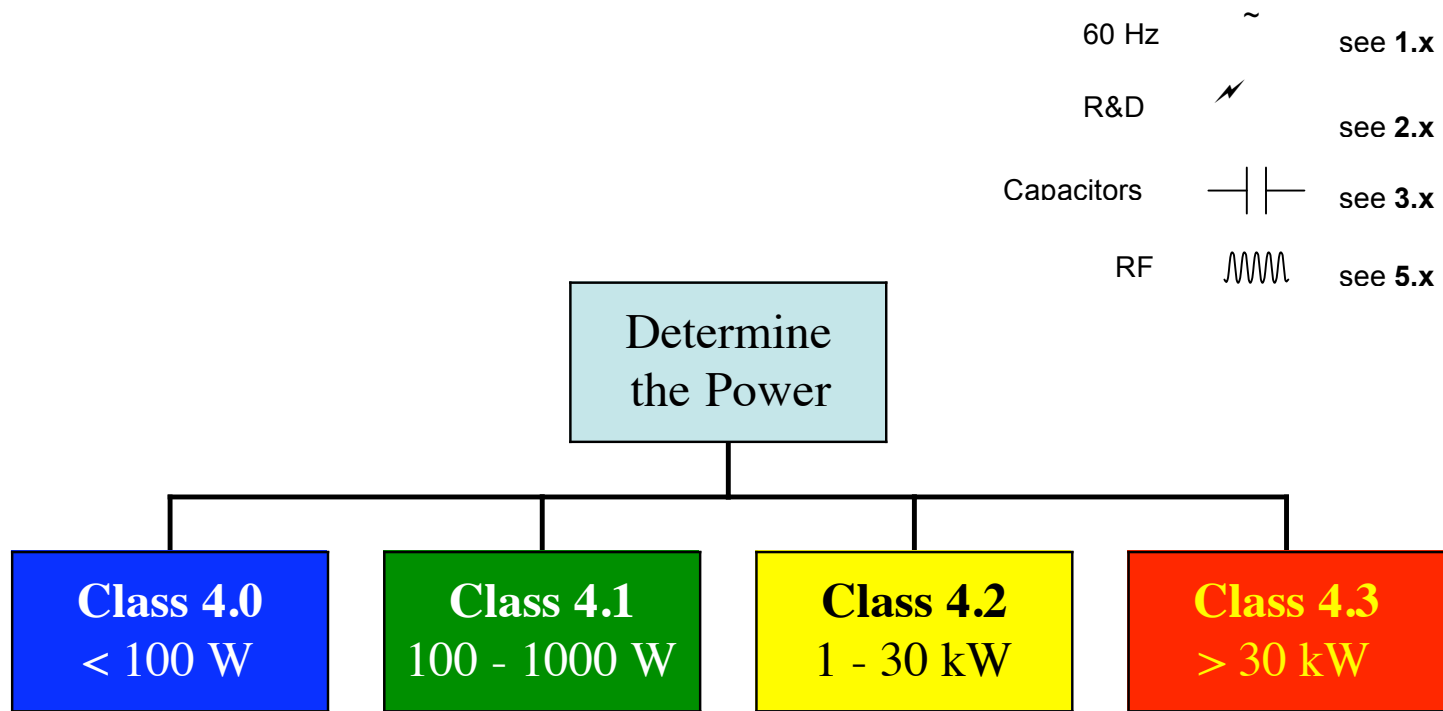 60 Hz ~ see 1.x
R&D see 2.x
Capacitors see 3.x
RF see 5.x
Determine
the Power
Class 4.0
< 100 W
Class 4.1
100 - 1000 W
Class 4.2
1 - 30 kW
Class 4.3
> 30 kW